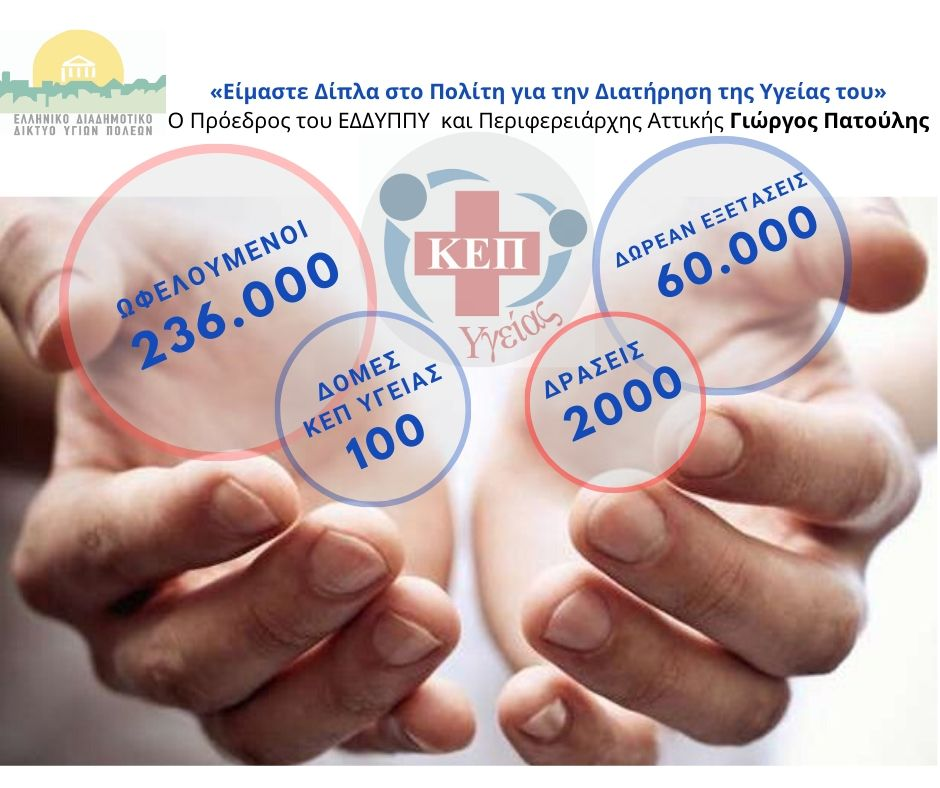 ΕΛΛΗΝΙΚΟ ΔΙΑΔΗΜΟΤΙΚΟ
ΔΙΚΤΥΟ ΥΓΙΩΝ ΠΟΛΕΩΝ
«Είμαστε Δίπλα στο Πολίτη για την Διατήρηση της Υγείας του»
Ο Πρόεδρος του ΕΔΔΥΠΠΥ και Περιφερειάρχης Αττικής Γιώργος Πατούλης
ΩΦΕΛΟΥΜΕΝΟΙ
236.000
ΚΕΠ
Υγείας
ΔΩΡΕΑΝ ΕΞΕΤΑΣΕΙΣ
60.000
ΔΟΜΕΣ
ΚΕΠ ΥΓΕΙΑΣ
100
ΔΡΑΣΕΙΣ
2000